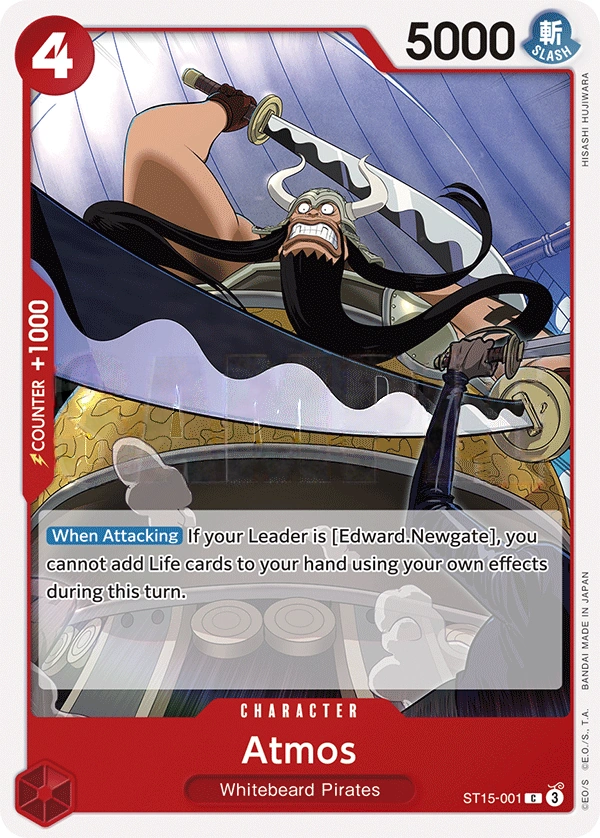 4
5000
斬
SLASH
HISASHI HUJIWARA
COUNTER +1000
SAMPLE
When Attacking If your Leader is [Edward.Newgate], you
cannot add Life cards to your hand using your own effects
during this turn.
CHARACTER
Atmos
Whitebeard Pirates
ST15-001 C 3
©E.O/S ©E.O./S., T.A. BANDAI MADE IN JAPAN